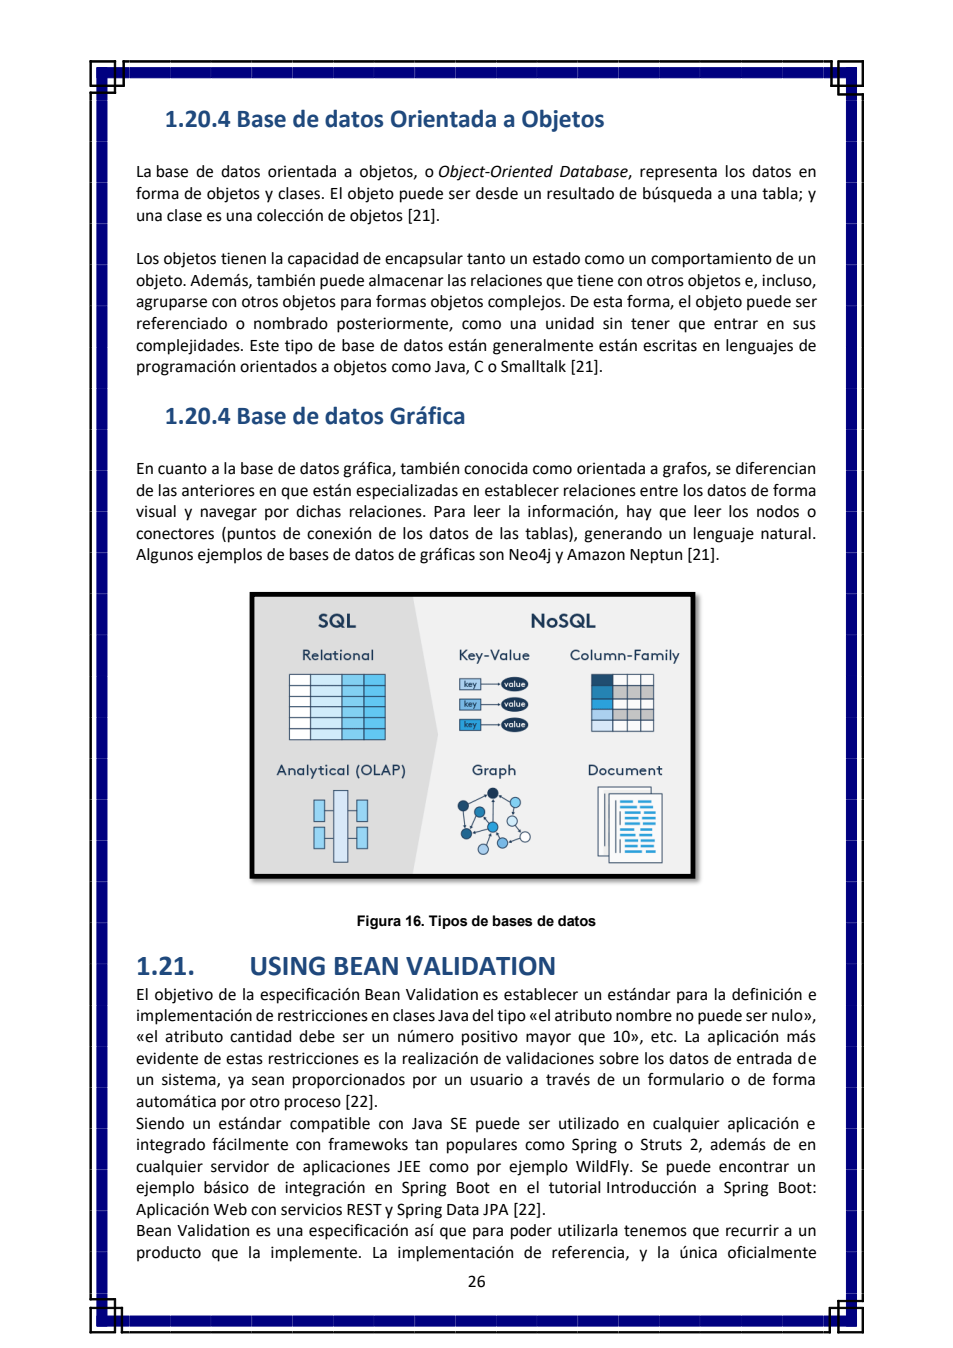 1.20.4 Base de datos Orientada a Objetos
La base de datos orientada a objetos, o Object-Oriented Database, representa los datos en
forma de objetos y clases. El objeto puede ser desde un resultado de búsqueda a una tabla; y
una clase es una colección de objetos [21].
Los objetos tienen la capacidad de encapsular tanto un estado como un comportamiento de un
objeto. Además, también puede almacenar las relaciones que tiene con otros objetos e, incluso,
agruparse con otros objetos para formas objetos complejos. De esta forma, el objeto puede ser
referenciado o nombrado posteriormente, como una unidad sin tener que entrar en sus
complejidades. Este tipo de base de datos están generalmente están escritas en lenguajes de
programación orientados a objetos como Java, C o Smalltalk [21].
1.20.4 Base de datos Gráfica
En cuanto a la base de datos gráfica, también conocida como orientada a grafos, se diferencian
de las anteriores en que están especializadas en establecer relaciones entre los datos de forma
visual y navegar por dichas relaciones. Para leer la información, hay que leer los nodos o
conectores (puntos de conexión de los datos de las tablas), generando un lenguaje natural.
Algunos ejemplos de bases de datos de gráficas son Neo4j y Amazon Neptun [21].
SQL
NoSQL
Relational
Key-Value
Column-Family
key value
key value
key value
Analytical (OLAP)
Graph
Document
Figura 16. Tipos de bases de datos
1.21. USING BEAN VALIDATION
El objetivo de la especificación Bean Validation es establecer un estándar para la definición e
implementación de restricciones en clases Java del tipo «el atributo nombre no puede ser nulo»,
«el atributo cantidad debe ser un número positivo mayor que 10», etc. La aplicación más
evidente de estas restricciones es la realización de validaciones sobre los datos de entrada de
un sistema, ya sean proporcionados por un usuario a través de un formulario o de forma
automática por otro proceso [22].
Siendo un estándar compatible con Java SE puede ser utilizado en cualquier aplicación e
integrado fácilmente con framewoks tan populares como Spring o Struts 2, además de en
cualquier servidor de aplicaciones JEE como por ejemplo WildFly. Se puede encontrar un
ejemplo básico de integración en Spring Boot en el tutorial Introducción a Spring Boot:
Aplicación Web con servicios REST y Spring Data JPA [22].
Bean Validation es una especificación así que para poder utilizarla tenemos que recurrir a un
producto que la implemente. La implementación de referencia, y la única oficialmente
26